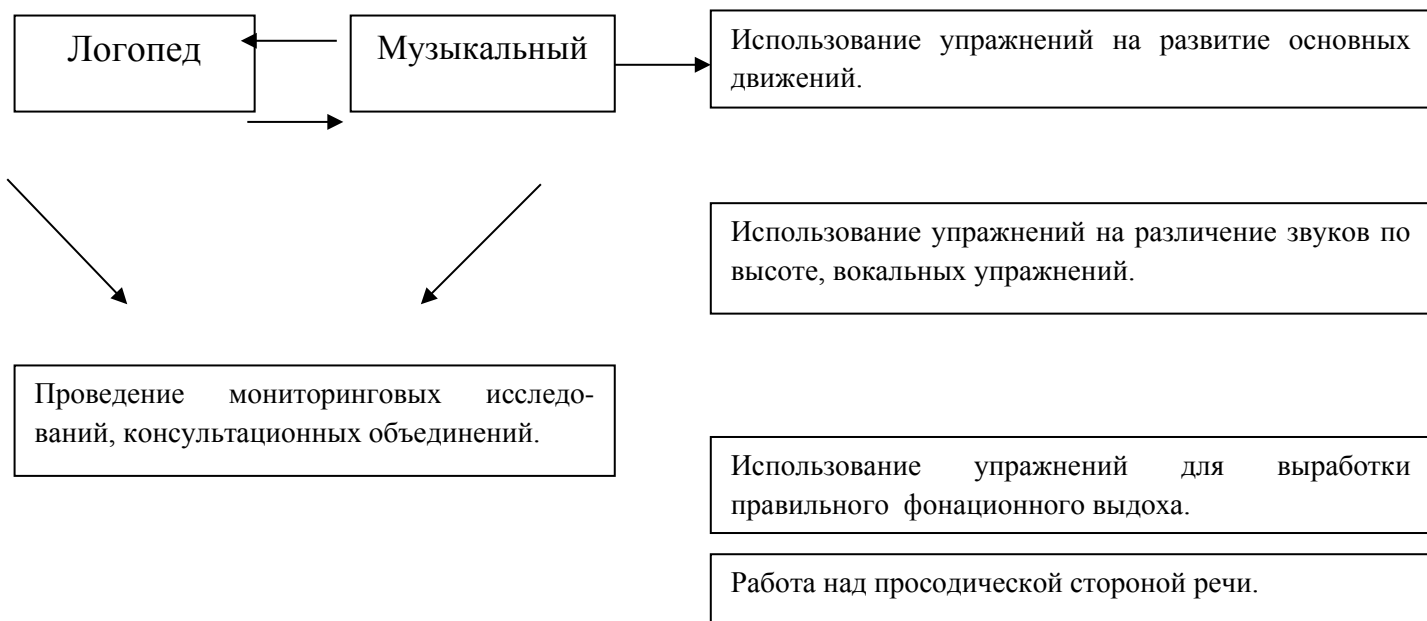 Логопед
Музыкальный
Использование упражнений на развитие основных
движений.
Использование упражнений на различение звуков по
высоте, вокальных упражнений.
Проведение мониторинговых исследо-
ваний, консультационных объединений.
Использование упражнений для выработки
правильного фонационного выдоха.
Работа над просодической стороной речи.